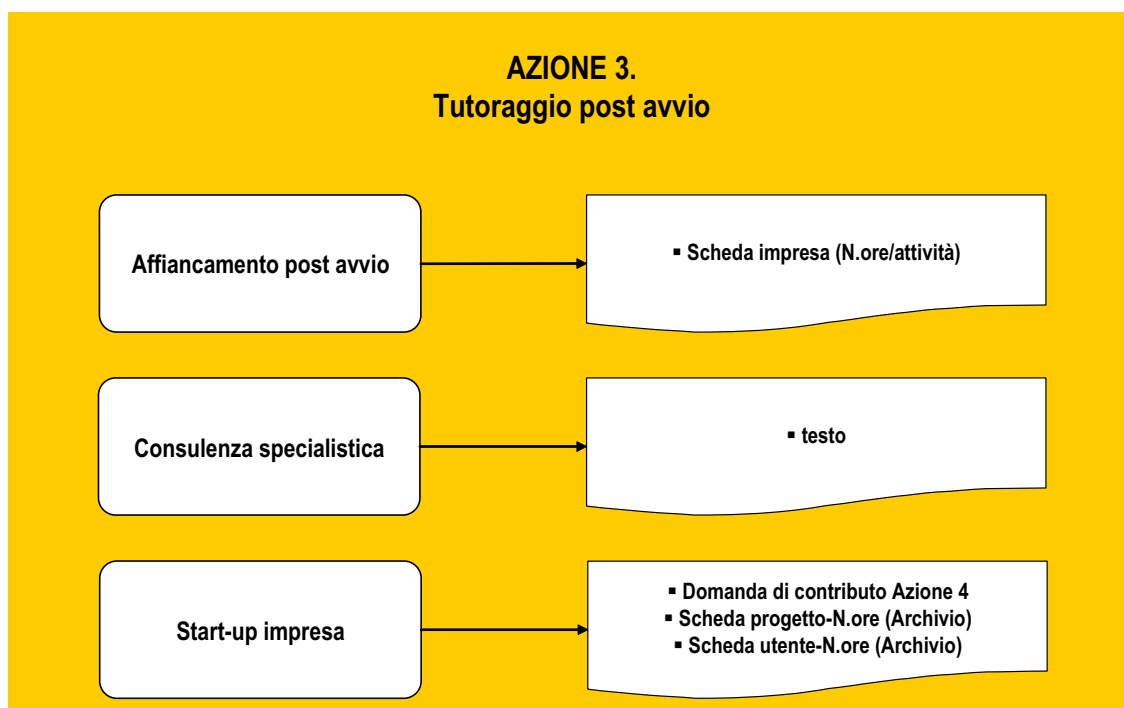 AZIONE 3.
Tutoraggio post avvio
Affiancamento post avvio
▪ Scheda impresa (N.ore/attività)
Consulenza specialistica
▪ testo
Start-up impresa
▪ Domanda di contributo Azione 4
▪ Scheda progetto-N.ore (Archivio)
▪ Scheda utente-N.ore (Archivio)